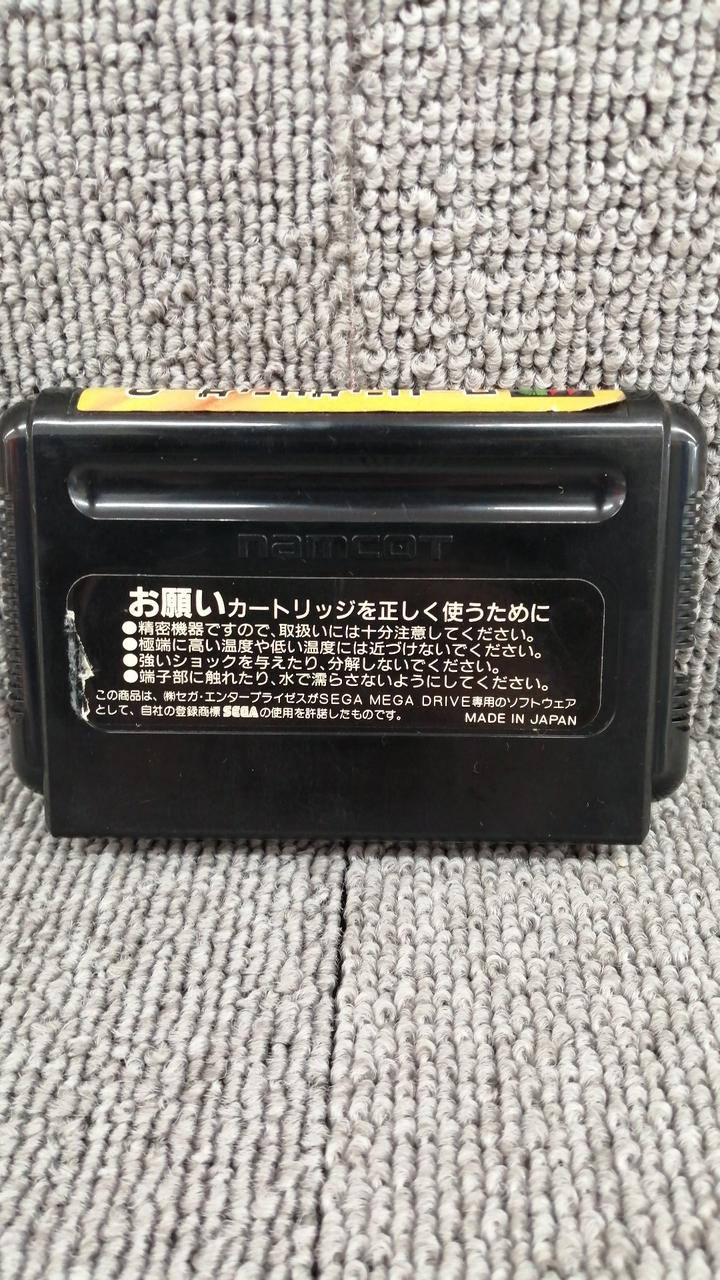 namcot
お願いカートリッジを正しく使うために
●精密機器ですので、取扱いには十分注意してください。
●極端に高い温度や低い温度には近づけないでください。
●強いショックを与えたり、分解しないでください。
●端子部に触れたり、水で濡らさないようにしてください。
この商品は、㈱セガ・エンタープライゼスがSEGA MEGA DRIVE専用のソフトウェア
として、自社の登録商標SEGAの使用を許諾したものです。
MADE IN JAPAN